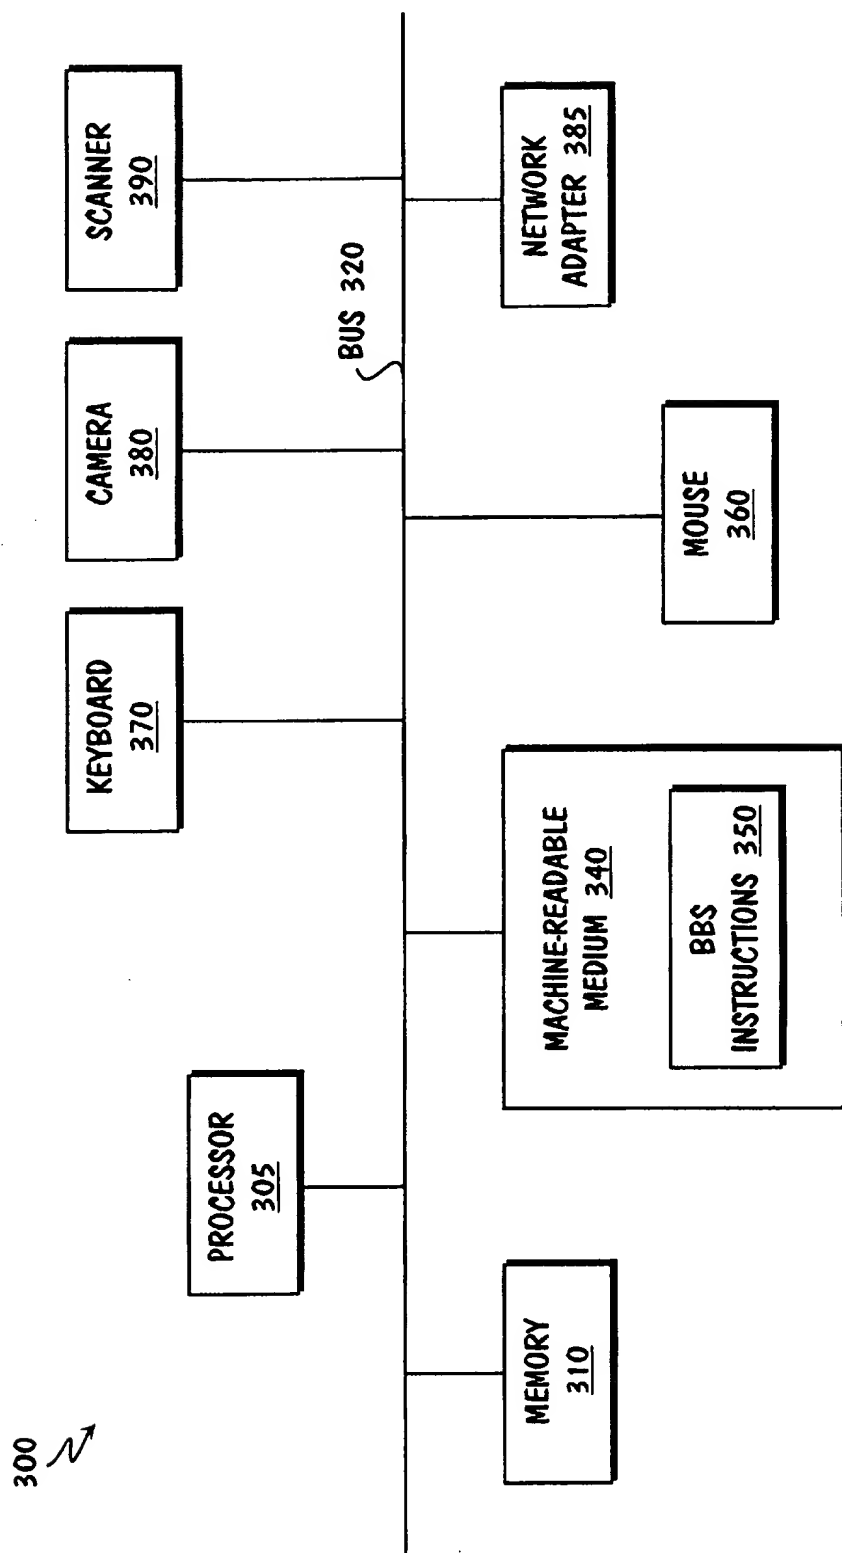 300
PROCESSOR
305
KEYBOARD
370
CAMERA
380
SCANNER
390
BUS 320
MEMORY
310
MACHINE-READABLE
MEDIUM 340
BBS
INSTRUCTIONS 350
MOUSE
360
NETWORK
ADAPTER 385